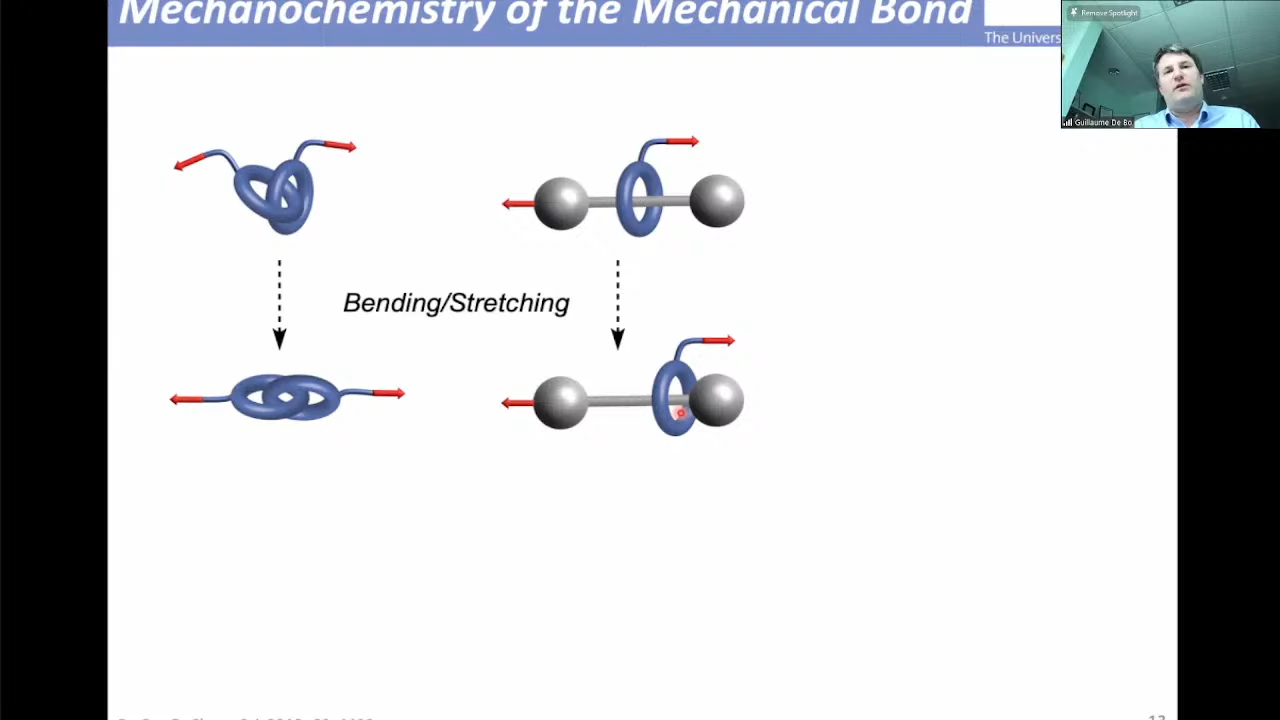 Mechanochemistry of the Mechanical Bond
The Univers
Remove Spotlight
Guillaume De Bo
Bending/Stretching